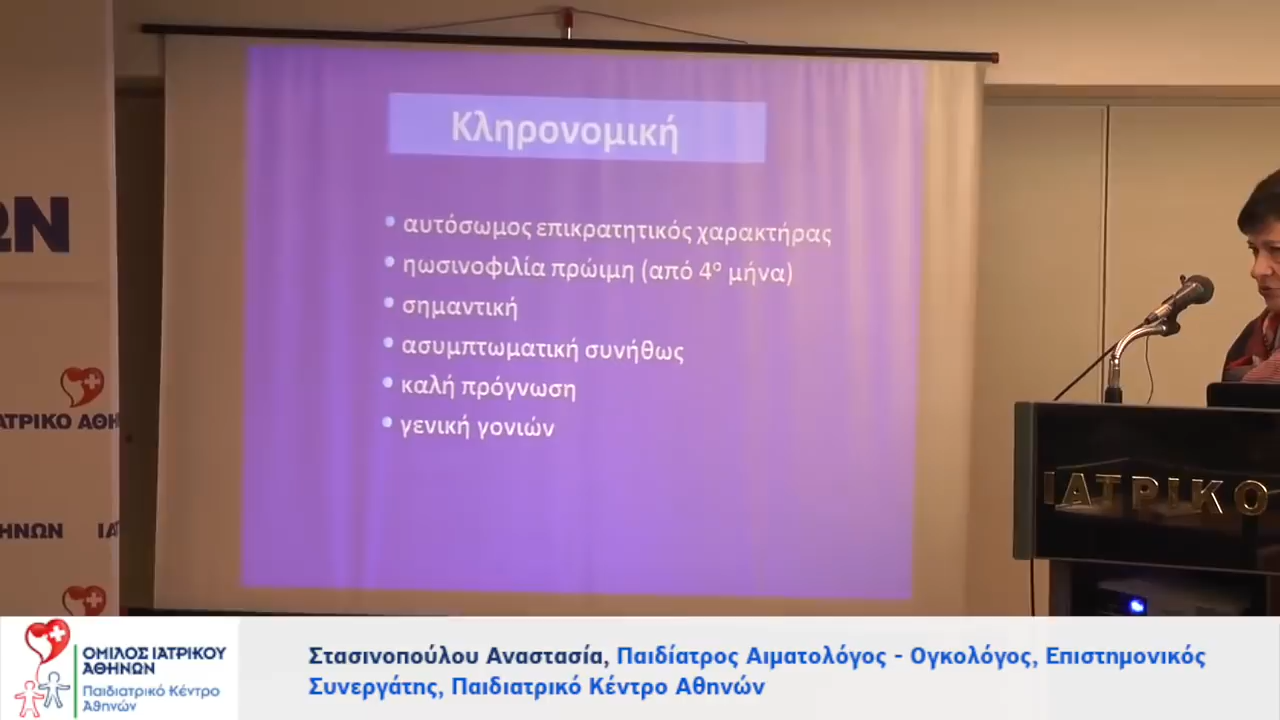 Κληρονομική
• αυτόσωμος επικρατητικός χαρακτήρας
• ηωσινοφιλία πρώιμη (από 4ο μήνα)
• σημαντική
• ασυμπτωματική συνήθως
• καλή πρόγνωση
• γενική γονιών
ΩΝ
ΙΑΤΡΙΚΟ ΑΘΗ
ΗΝΩΝ ΙΑ
ΙΑΤΡΙΚΟ
ΟΜΙΛΟΣ ΙΑΤΡΙΚΟΥ
ΑΘΗΝΩΝ
Παιδιατρικό Κέντρο
Αθηνών
Στασινοπούλου Αναστασία, Παιδίατρος Αιματολόγος - Ογκολόγος, Επιστημονικός
Συνεργάτης, Παιδιατρικό Κέντρο Αθηνών